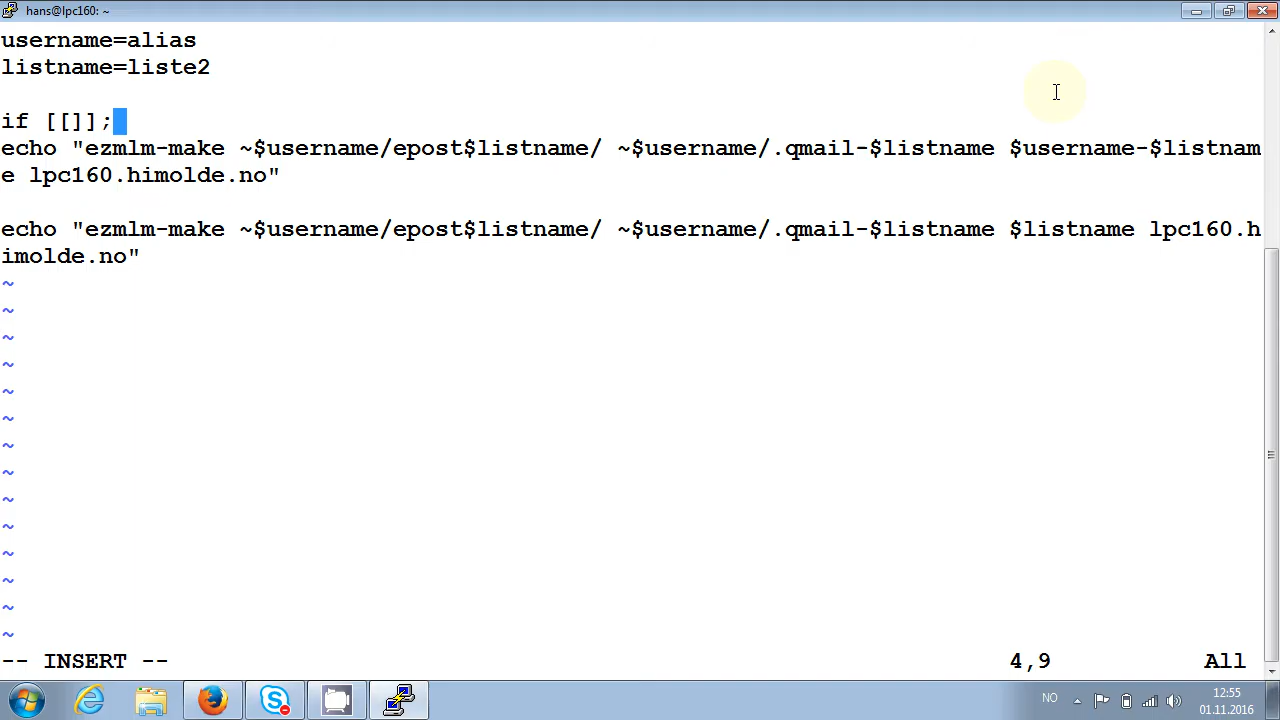 hans@lpc160: ~
username=alias
listname=liste2
if [[]];
echo "ezmlm-make ~$username/epost$listname/ ~$username/.qmail-$listname $username-$listnam
e lpc160.himolde.no"
echo "ezmlm-make ~$username/epost$listname/ ~$username/.qmail-$listname $listname lpc160.h
imolde.no"
~
~
~
~
~
~
~
~
~
~
~
~
~
~
-- INSERT -- 4,9 All
NO 12:55
01.11.2016